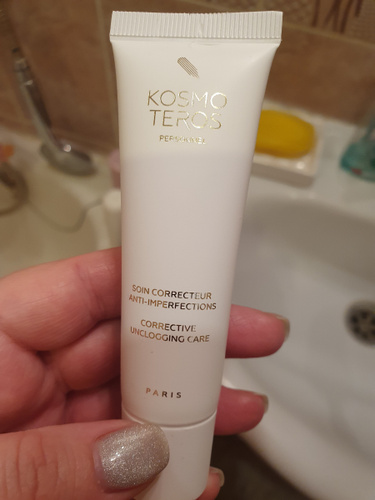 KOSMO
TEROS
SOIN CORRECTEUR
ANTI-IMPERFECTIONS
CORRECTIVE
UNCLOGGING CARE
PARIS